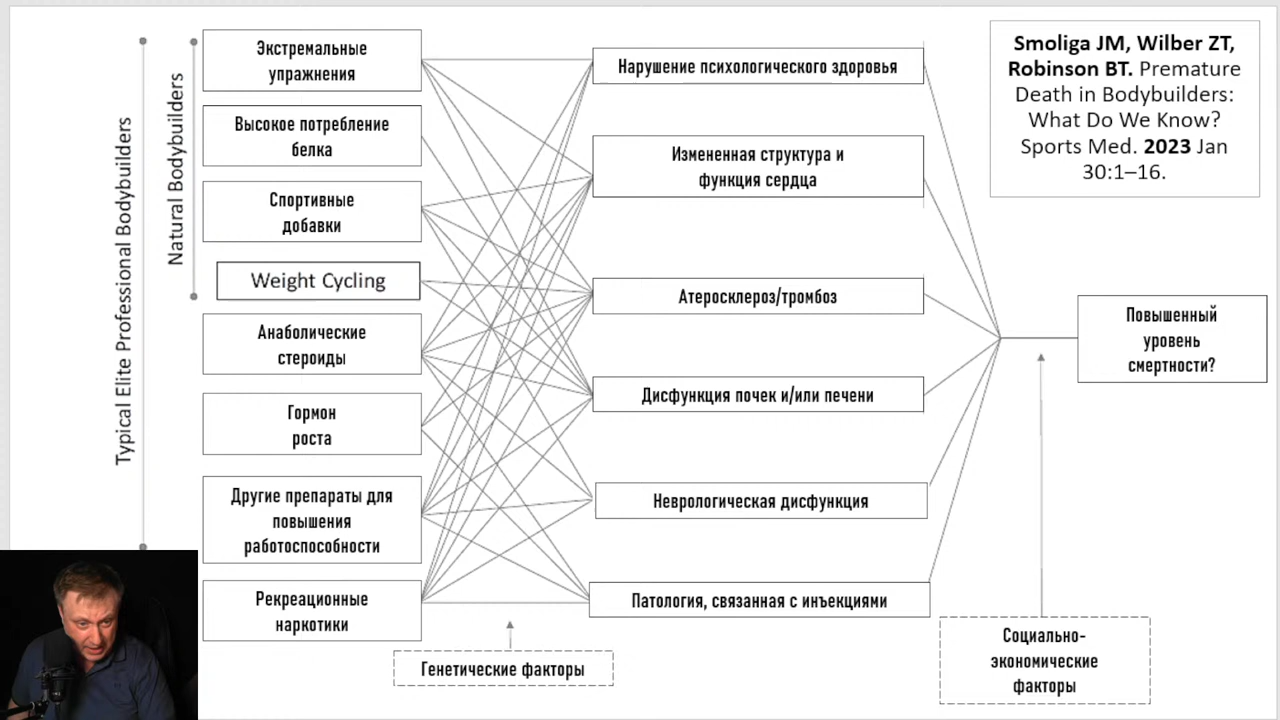 Typical Elite Professional Bodybuilders
Natural Bodybuilders
Экстремальные
упражнения
Высокое потребление
белка
Спортивные
добавки
Weight Cycling
Анаболические
стероиды
Гормон
роста
Другие препараты для
повышения
работоспособности
Рекреационные
наркотики
Генетические факторы
Нарушение психологического здоровья
Измененная структура и
функция сердца
Атеросклероз/тромбоз
Дисфункция почек и/или печени
Неврологическая дисфункция
Патология, связанная с инъекциями
Smoliga JM, Wilber ZT,
Robinson BT. Premature
Death in Bodybuilders:
What Do We Know?
Sports Med. 2023 Jan
30:1–16.
Повышенный
уровень
смертности?
Социально-
экономические
факторы